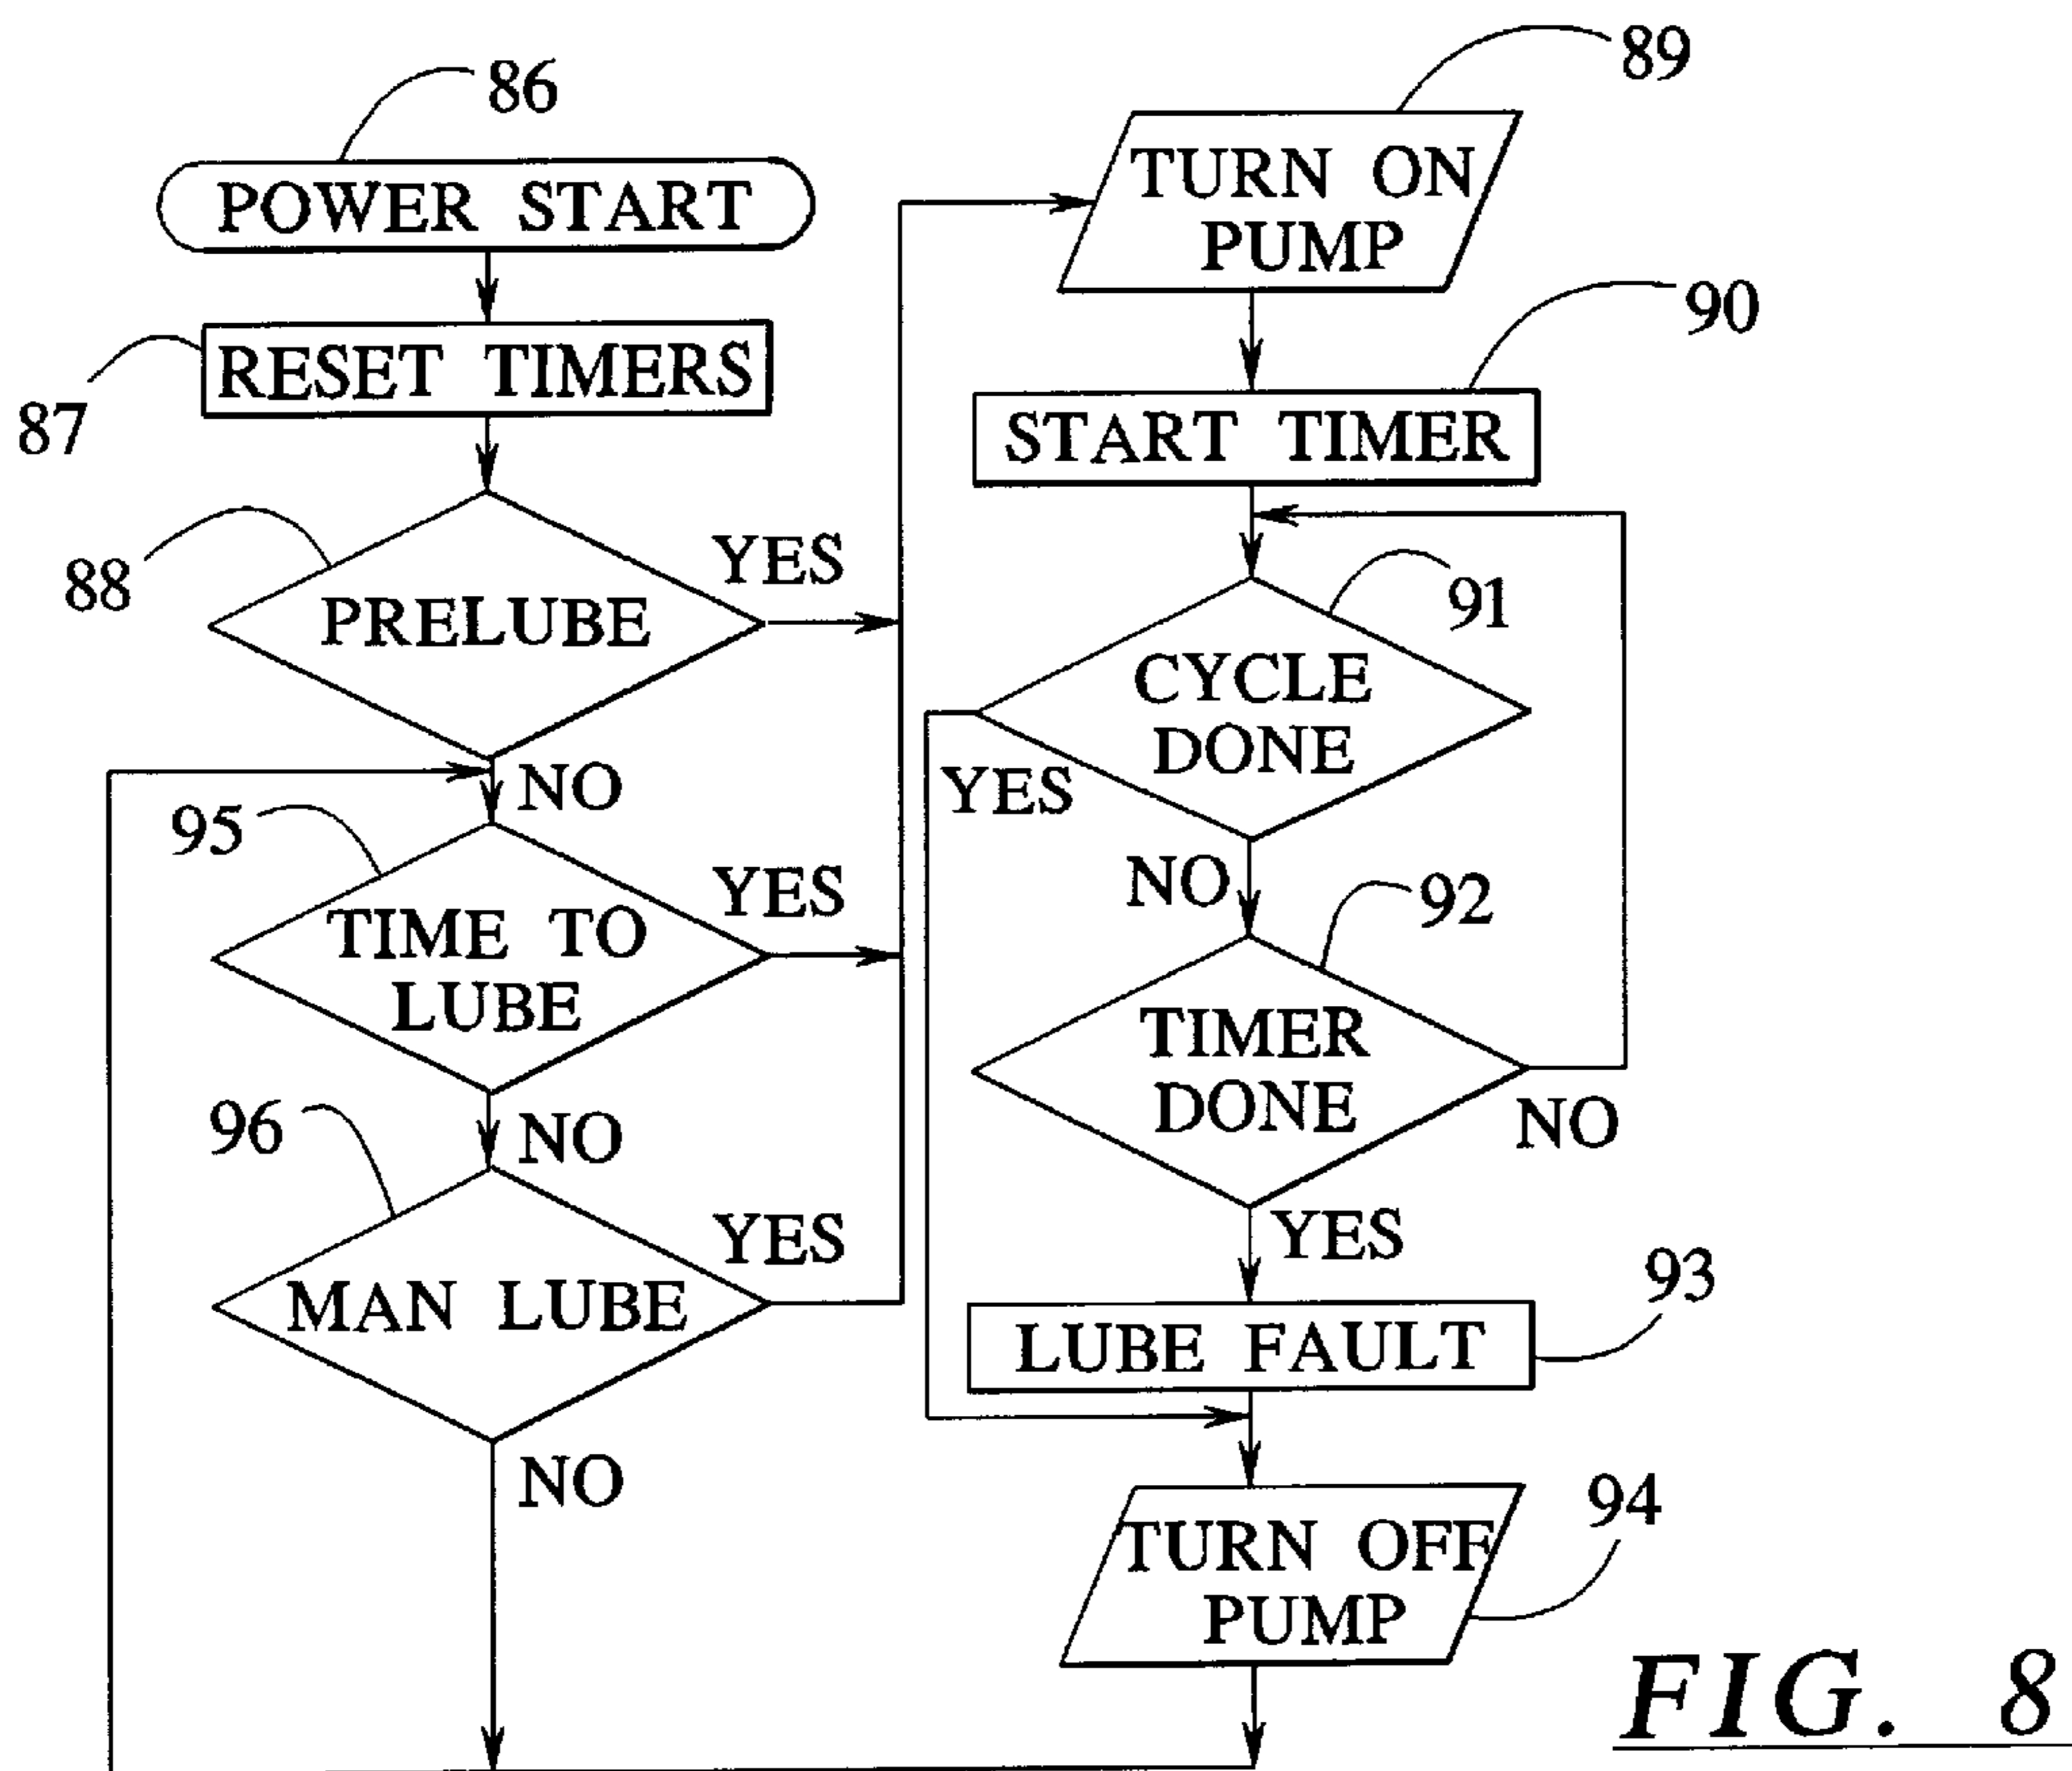 86
POWER START
87
RESET TIMERS
88
PRELUBE
YES
NO
95
TIME TO
LUBE
YES
NO
96
MAN LUBE
YES
NO
89
TURN ON
PUMP
90
START TIMER
91
CYCLE
DONE
YES
NO
92
TIMER
DONE
NO
YES
93
LUBE FAULT
94
TURN OFF
PUMP
FIG. 8